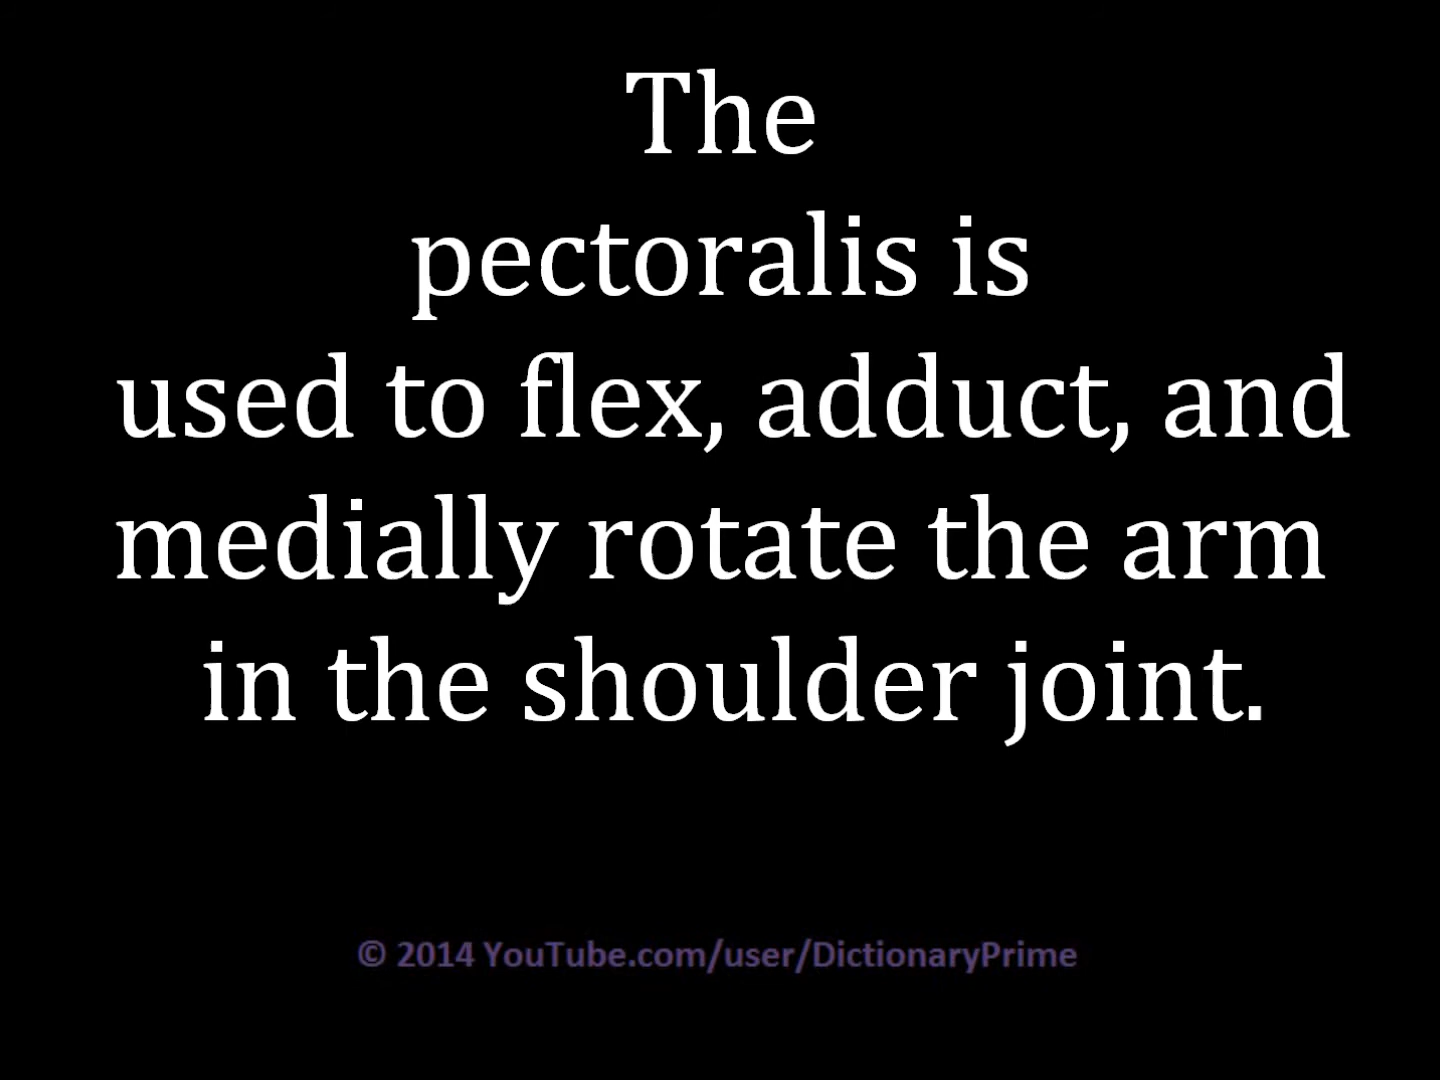 The
pectoralis is
used to flex, adduct, and
medially rotate the arm
in the shoulder joint.
© 2014 YouTube.com/user/DictionaryPrime